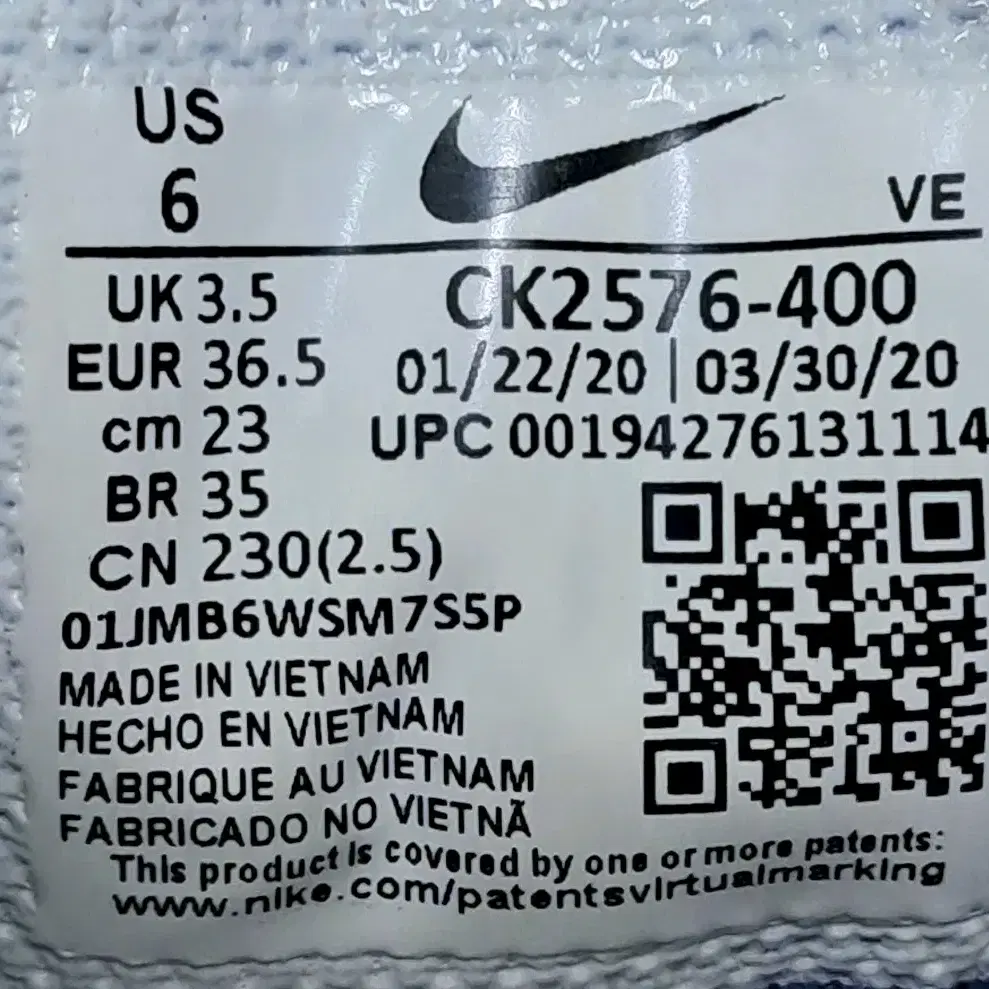 US
6
VE
UK 3.5
CK2576-400
EUR 36.5
01/22/20 | 03/30/20
cm 23
UPC 00194276131114
BR 35
CN 230(2.5)
01JMB6WSM7S5P
MADE IN VIETNAM
HECHO EN VIETNAM
FABRIQUE AU VIETNAM
FABRICADO NO VIETNÃ
This product is covered by one or more patents:
www.nike.com/patentsvirtualmarking